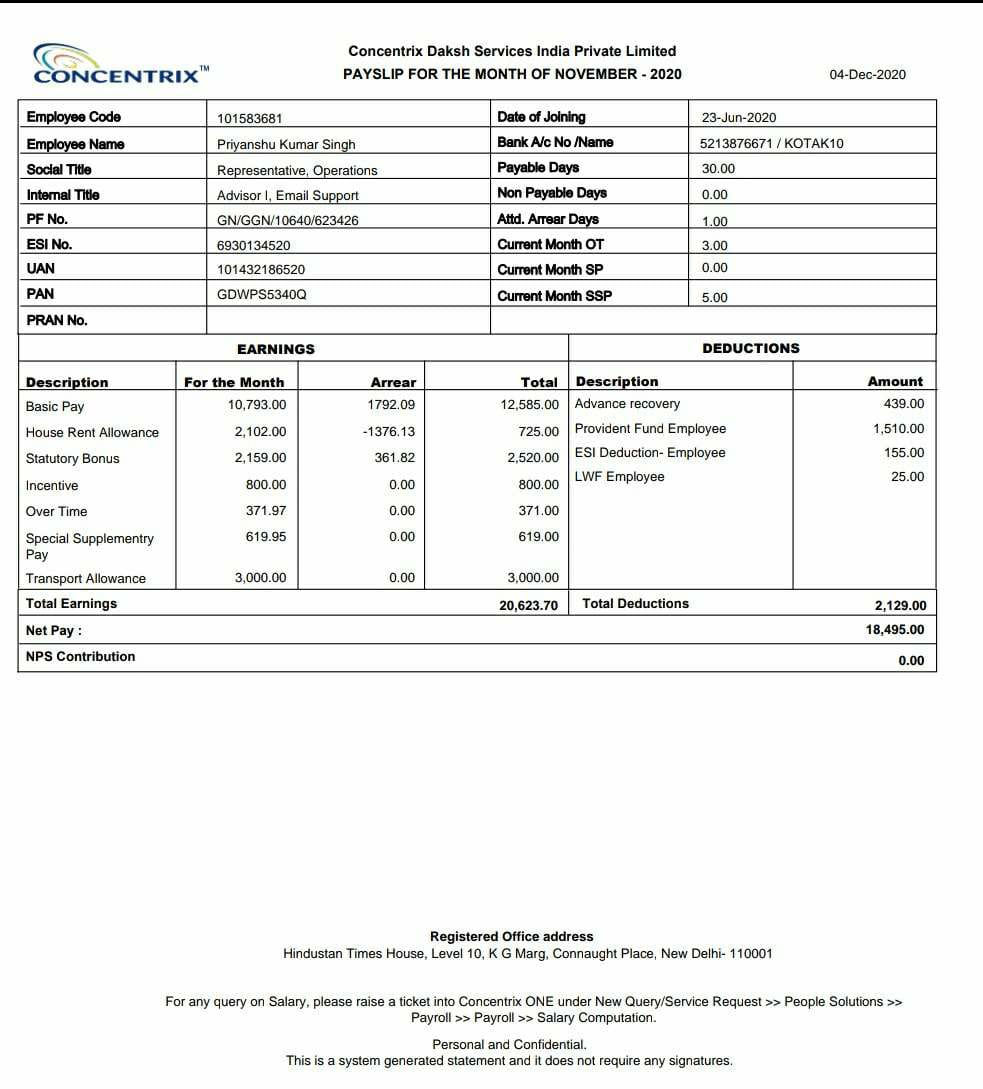 CONCENTRIX™
Concentrix Daksh Services India Private Limited
PAYSLIP FOR THE MONTH OF NOVEMBER - 2020
04-Dec-2020
Employee Code 101583681 Date of Joining 23-Jun-2020
Employee Name Priyanshu Kumar Singh Bank A/c No /Name 5213876671 / KOTAK10
Social Title Representative, Operations Payable Days 30.00
Internal Title Advisor I, Email Support Non Payable Days 0.00
PF No. GN/GGN/10640/623426 Attd. Arrear Days 1.00
ESI No. 6930134520 Current Month OT 3.00
UAN 101432186520 Current Month SP 0.00
PAN GDWPS5340Q Current Month SSP 5.00
PRAN No.
EARNINGS DEDUCTIONS
Description For the Month Arrear Total Description Amount
Basic Pay 10,793.00 1792.09 12,585.00 Advance recovery 439.00
House Rent Allowance 2,102.00 -1376.13 725.00 Provident Fund Employee 1,510.00
Statutory Bonus 2,159.00 361.82 2,520.00 ESI Deduction- Employee 155.00
Incentive 800.00 0.00 800.00 LWF Employee 25.00
Over Time 371.97 0.00 371.00
Special Supplementry 619.95 0.00 619.00
Pay
Transport Allowance 3,000.00 0.00 3,000.00
Total Earnings 20,623.70 Total Deductions 2,129.00
Net Pay : 18,495.00
NPS Contribution 0.00
Registered Office address
Hindustan Times House, Level 10, K G Marg, Connaught Place, New Delhi- 110001
For any query on Salary, please raise a ticket into Concentrix ONE under New Query/Service Request >> People Solutions >>
Payroll >> Payroll >> Salary Computation.
Personal and Confidential.
This is a system generated statement and it does not require any signatures.